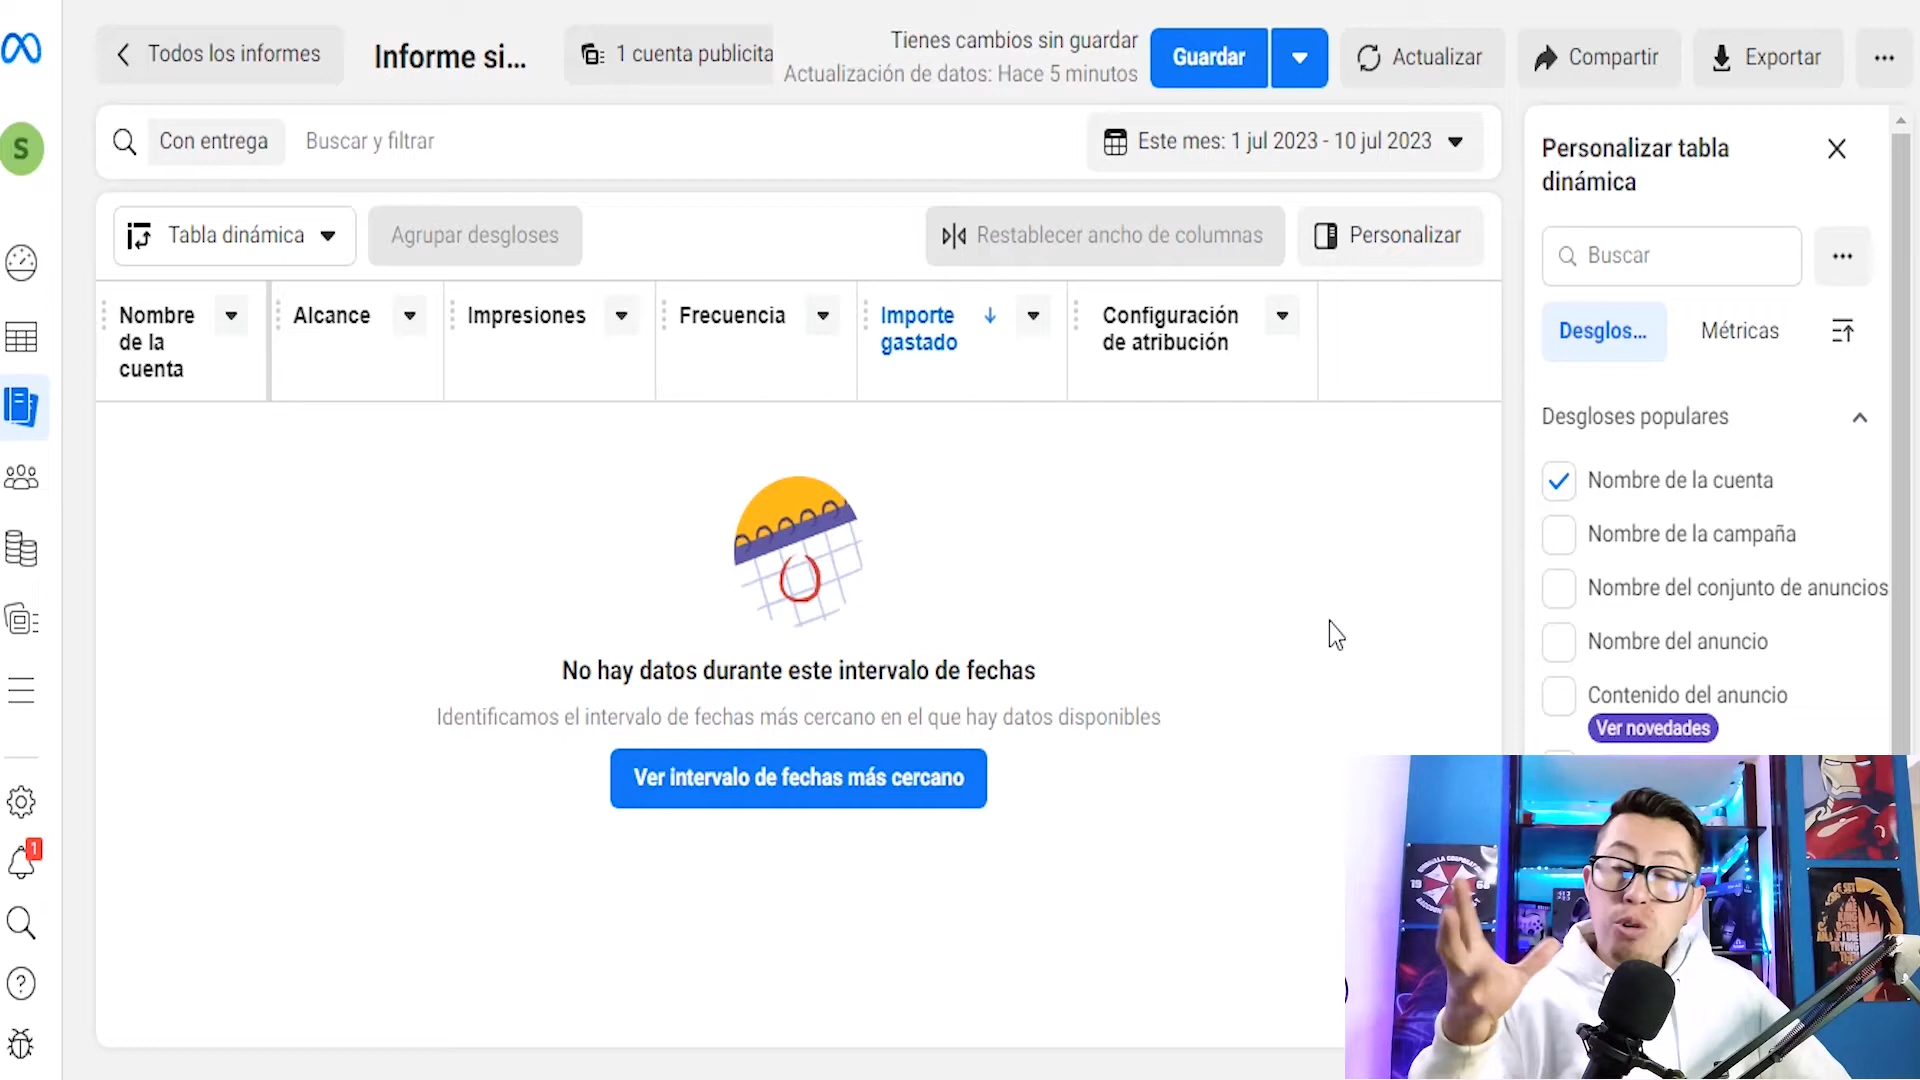 Todos los informes
Informe si...
1 cuenta publicita
Tienes cambios sin guardar
Actualización de datos: Hace 5 minutos
Guardar
Actualizar
Compartir
Exportar
S
Con entrega
Buscar y filtrar
Este mes: 1 jul 2023 - 10 jul 2023
Personalizar tabla
dinámica
Tabla dinámica
Agrupar desgloses
Restablecer ancho de columnas
Personalizar
Buscar
Nombre
de la
cuenta
Alcance
Impresiones
Frecuencia
Importe
gastado
Configuración
de atribución
Desglos...
Métricas
Desgloses populares
Nombre de la cuenta
Nombre de la campaña
Nombre del conjunto de anuncios
Nombre del anuncio
Contenido del anuncio
Ver novedades
No hay datos durante este intervalo de fechas
Identificamos el intervalo de fechas más cercano en el que hay datos disponibles
Ver intervalo de fechas más cercano
1
19 68